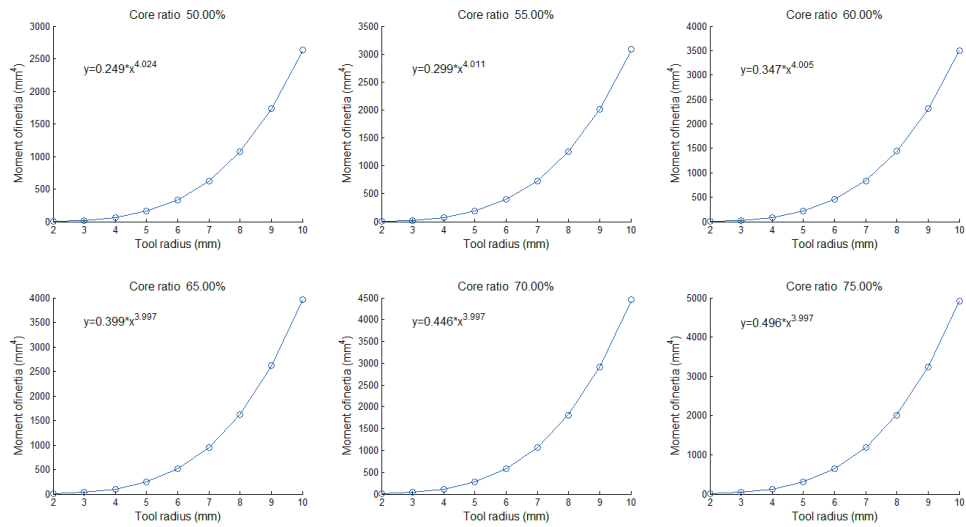 Core ratio 50.00%
y=0.249*x^4.024
Moment ofinertia (mm^4)
3000
2500
2000
1500
1000
500
0
2 3 4 5 6 7 8 9 10
Tool radius (mm)
Core ratio 55.00%
y=0.299*x^4.011
Moment ofinertia (mm^4)
3500
3000
2500
2000
1500
1000
500
0
2 3 4 5 6 7 8 9 10
Tool radius (mm)
Core ratio 60.00%
y=0.347*x^4.005
Moment ofinertia (mm^4)
4000
3500
3000
2500
2000
1500
1000
500
0
2 3 4 5 6 7 8 9 10
Tool radius (mm)
Core ratio 65.00%
y=0.399*x^3.997
Moment ofinertia (mm^4)
4000
3500
3000
2500
2000
1500
1000
500
0
2 3 4 5 6 7 8 9 10
Tool radius (mm)
Core ratio 70.00%
y=0.446*x^3.997
Moment ofinertia (mm^4)
4500
4000
3500
3000
2500
2000
1500
1000
500
0
2 3 4 5 6 7 8 9 10
Tool radius (mm)
Core ratio 75.00%
y=0.496*x^3.997
Moment ofinertia (mm^4)
5000
4000
3000
2000
1000
0
2 3 4 5 6 7 8 9 10
Tool radius (mm)